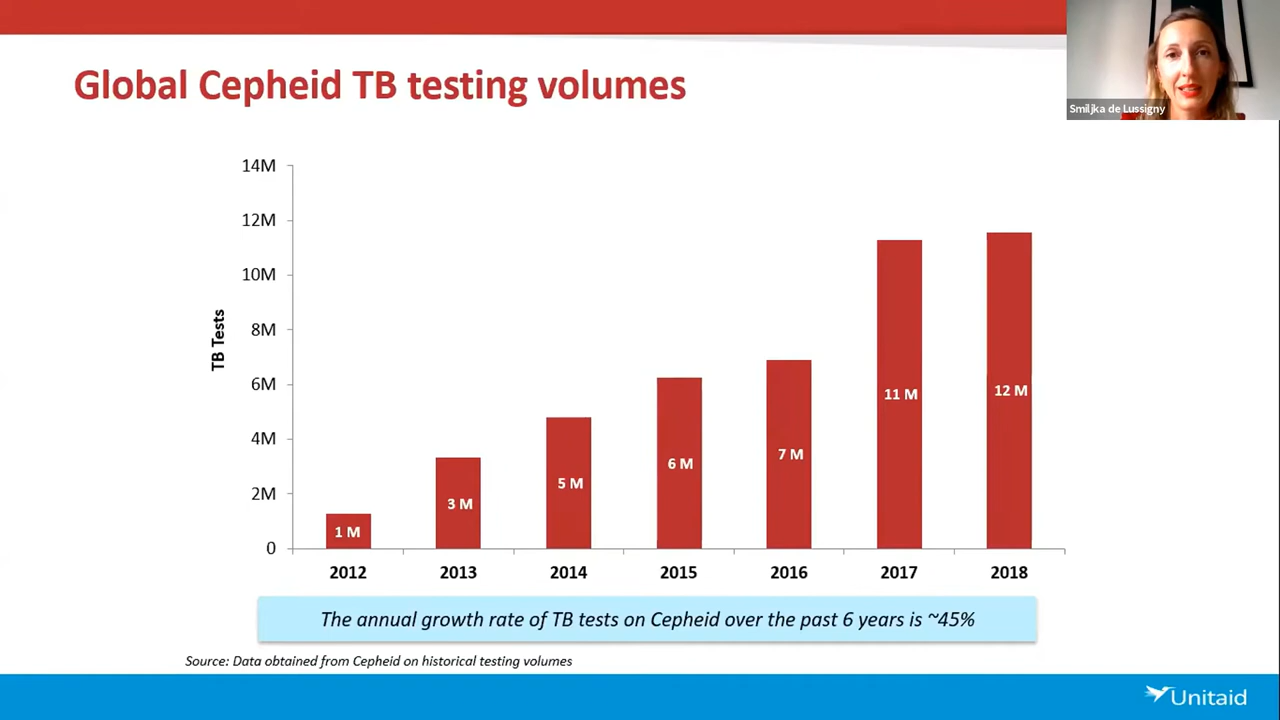 Global Cepheid TB testing volumes
Smiljka de Lussigny
14M
12M
10M
8M
6M
4M
2M
0
TB Tests
1 M
3 M
5 M
6 M
7 M
11 M
12 M
2012 2013 2014 2015 2016 2017 2018
The annual growth rate of TB tests on Cepheid over the past 6 years is ~45%
Source: Data obtained from Cepheid on historical testing volumes
Unitaid